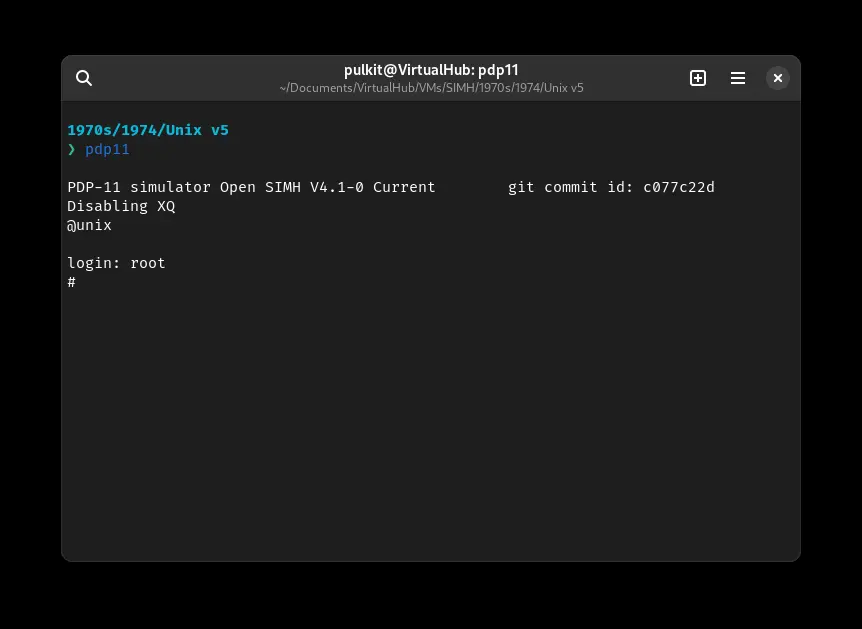 pulkit@VirtualHub: pdp11
~/Documents/VirtualHub/VMs/SIMH/1970s/1974/Unix v5
1970s/1974/Unix v5
❯ pdp11
PDP-11 simulator Open SIMH V4.1-0 Current        git commit id: c077c22d
Disabling XQ
@unix
login: root
#